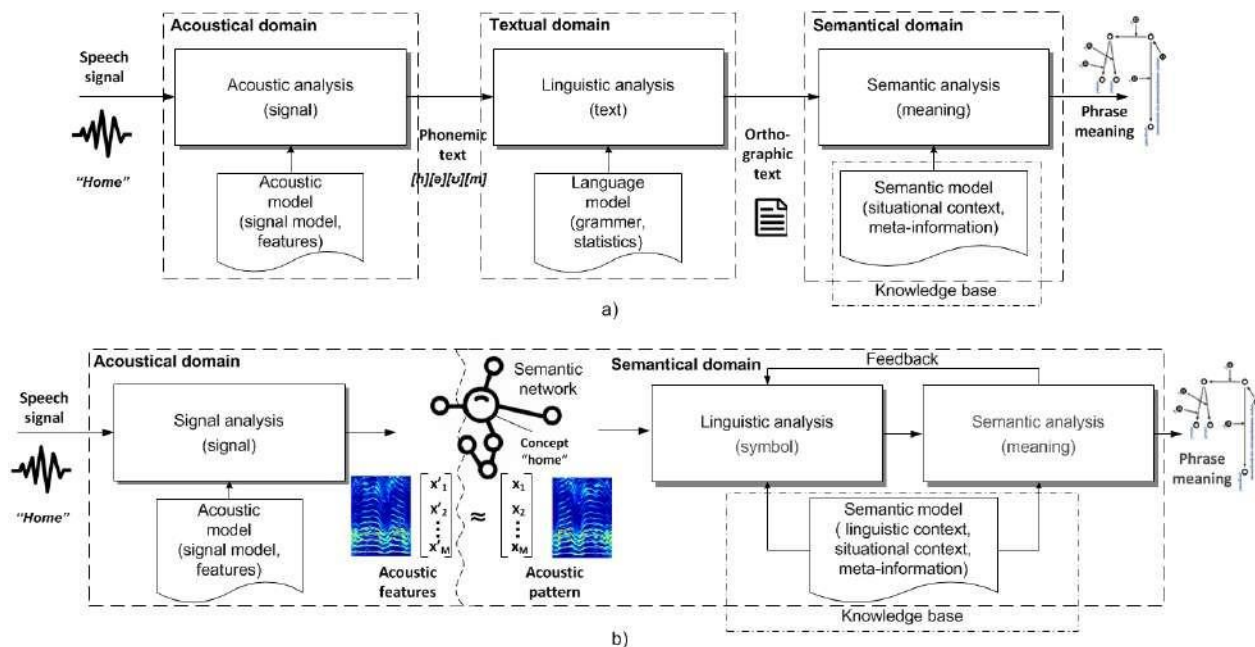 Acoustical domain
Textual domain
Semantical domain
Speech
signal
"Home"
Acoustic analysis
(signal)
Acoustic
model
(signal model,
features)
Phonemic
text
[h][ə][ʊ][m]
Linguistic analysis
(text)
Language
model
(grammer,
statistics)
Ortho-
graphic
text
Semantic analysis
(meaning)
Semantic model
(situational context,
meta-information)
Knowledge base
Phrase
meaning
a)
Acoustical domain
Semantical domain
Speech
signal
"Home"
Signal analysis
(signal)
Acoustic
model
(signal model,
features)
Semantic
network
Concept
"home"
x'1
x'2
⋮
x'M
≈
x1
x2
⋮
xM
Acoustic
features
Acoustic
pattern
Feedback
Linguistic analysis
(symbol)
Semantic analysis
(meaning)
Semantic model
( linguistic context,
situational context,
meta-information)
Knowledge base
Phrase
meaning
b)